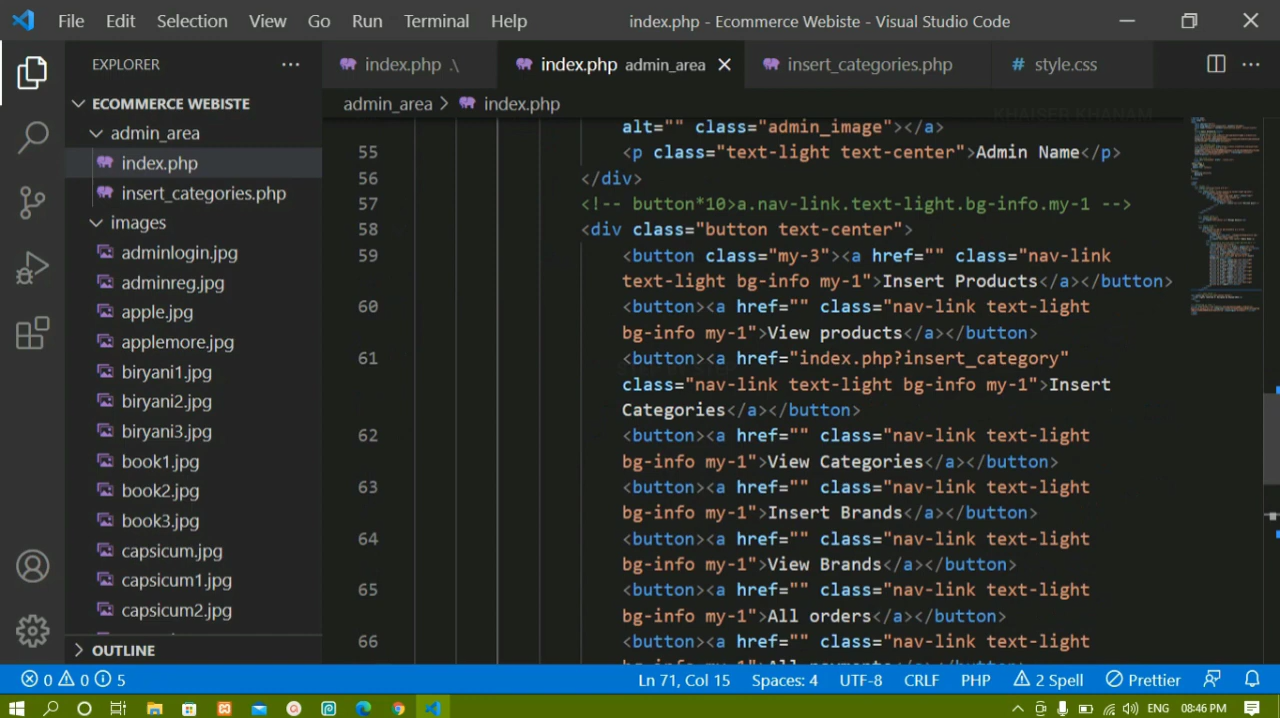 File Edit Selection View Go Run Terminal Help index.php - Ecommerce Webiste - Visual Studio Code
EXPLORER
index.php .\ index.php admin_area insert_categories.php # style.css
ECOMMERCE WEBISTE
admin_area
index.php
insert_categories.php
images
adminlogin.jpg
adminreg.jpg
apple.jpg
applemore.jpg
biryani1.jpg
biryani2.jpg
biryani3.jpg
book1.jpg
book2.jpg
book3.jpg
capsicum.jpg
capsicum1.jpg
capsicum2.jpg
OUTLINE
admin_area > index.php
KHAISER KHANAM
alt="" class="admin_image"></a>
55 <p class="text-light text-center">Admin Name</p>
56 </div>
57 <!-- button*10>a.nav-link.text-light.bg-info.my-1 -->
58 <div class="button text-center">
59 <button class="my-3"><a href="" class="nav-link
text-light bg-info my-1">Insert Products</a></button>
60 <button><a href="" class="nav-link text-light
bg-info my-1">View products</a></button>
61 <button><a href="index.php?insert_category"
class="nav-link text-light bg-info my-1">Insert
Categories</a></button>
62 <button><a href="" class="nav-link text-light
bg-info my-1">View Categories</a></button>
63 <button><a href="" class="nav-link text-light
bg-info my-1">Insert Brands</a></button>
64 <button><a href="" class="nav-link text-light
bg-info my-1">View Brands</a></button>
65 <button><a href="" class="nav-link text-light
bg-info my-1">All orders</a></button>
66 <button><a href="" class="nav-link text-light
bg-info my-1">All payments</a></button>
0 0 5 Ln 71, Col 15 Spaces: 4 UTF-8 CRLF PHP 2 Spell Prettier
ENG 08:46 PM